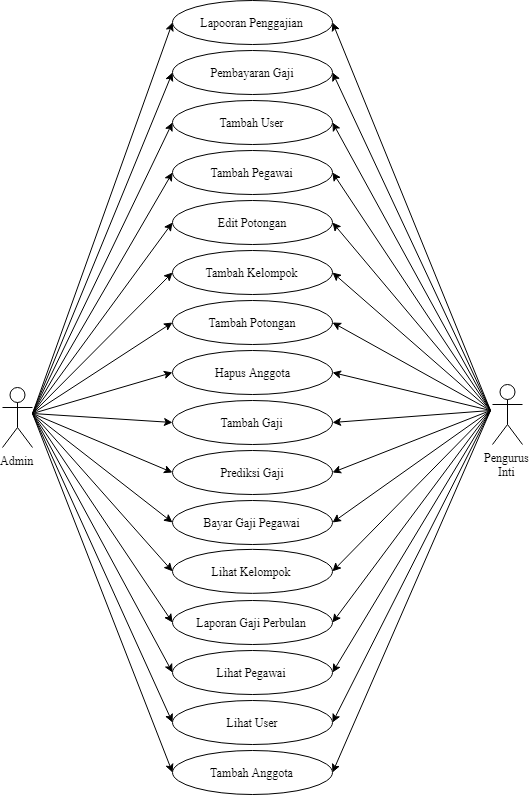 Lapooran Penggajian
Pembayaran Gaji
Tambah User
Tambah Pegawai
Edit Potongan
Tambah Kelompok
Tambah Potongan
Hapus Anggota
Tambah Gaji
Admin
Pengurus
Inti
Prediksi Gaji
Bayar Gaji Pegawai
Lihat Kelompok
Laporan Gaji Perbulan
Lihat Pegawai
Lihat User
Tambah Anggota